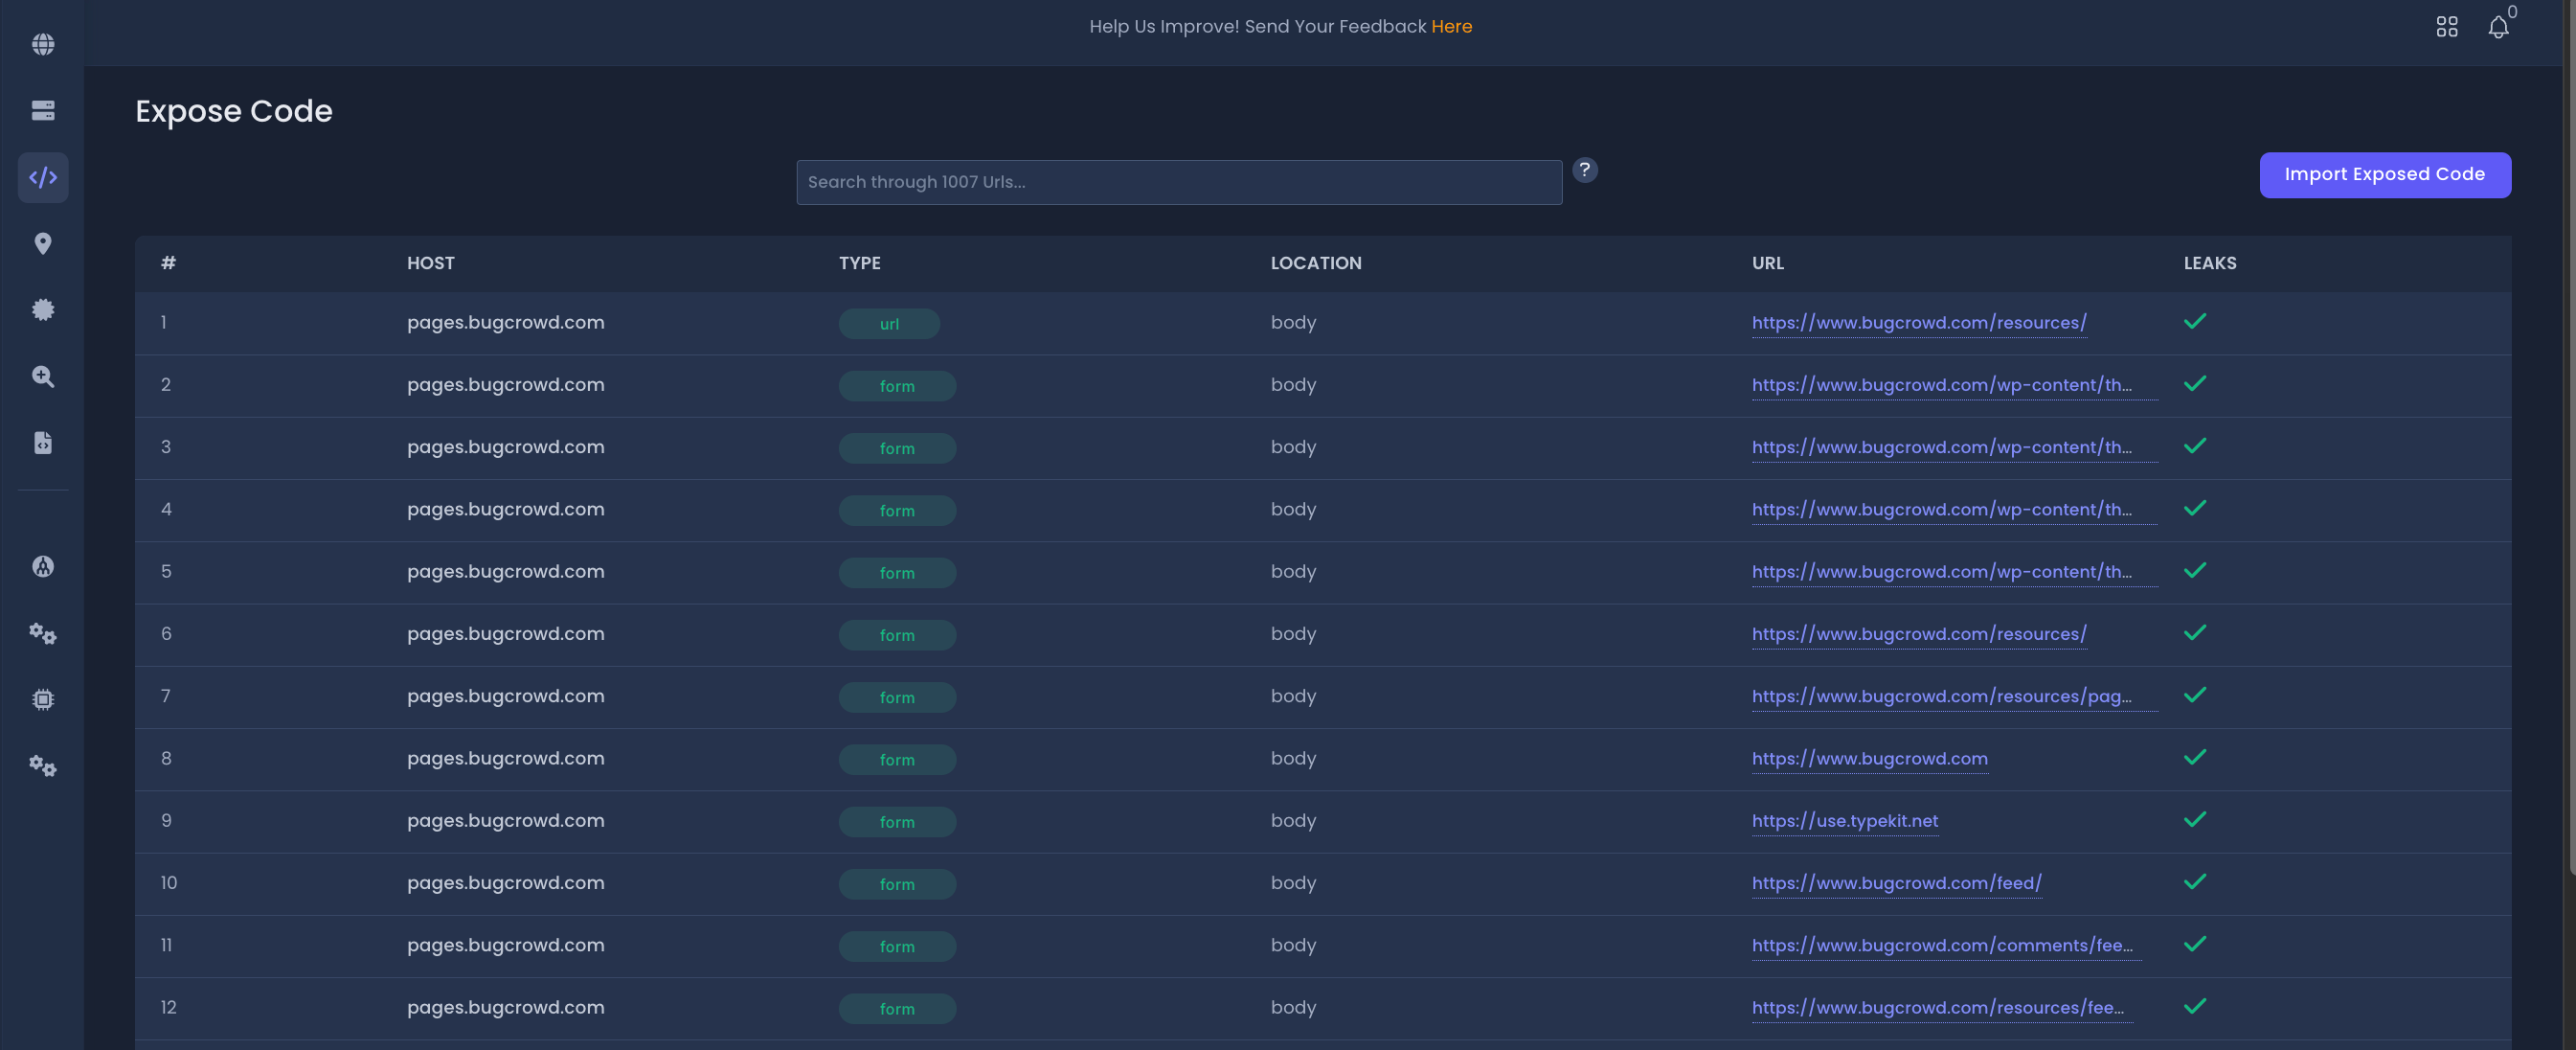 Help Us Improve! Send Your Feedback Here
0
Expose Code
Search through 1007 Urls...
?
Import Exposed Code
# HOST TYPE LOCATION URL LEAKS
1 pages.bugcrowd.com url body https://www.bugcrowd.com/resources/
2 pages.bugcrowd.com form body https://www.bugcrowd.com/wp-content/th...
3 pages.bugcrowd.com form body https://www.bugcrowd.com/wp-content/th...
4 pages.bugcrowd.com form body https://www.bugcrowd.com/wp-content/th...
5 pages.bugcrowd.com form body https://www.bugcrowd.com/wp-content/th...
6 pages.bugcrowd.com form body https://www.bugcrowd.com/resources/
7 pages.bugcrowd.com form body https://www.bugcrowd.com/resources/pag...
8 pages.bugcrowd.com form body https://www.bugcrowd.com
9 pages.bugcrowd.com form body https://use.typekit.net
10 pages.bugcrowd.com form body https://www.bugcrowd.com/feed/
11 pages.bugcrowd.com form body https://www.bugcrowd.com/comments/fee...
12 pages.bugcrowd.com form body https://www.bugcrowd.com/resources/fee...